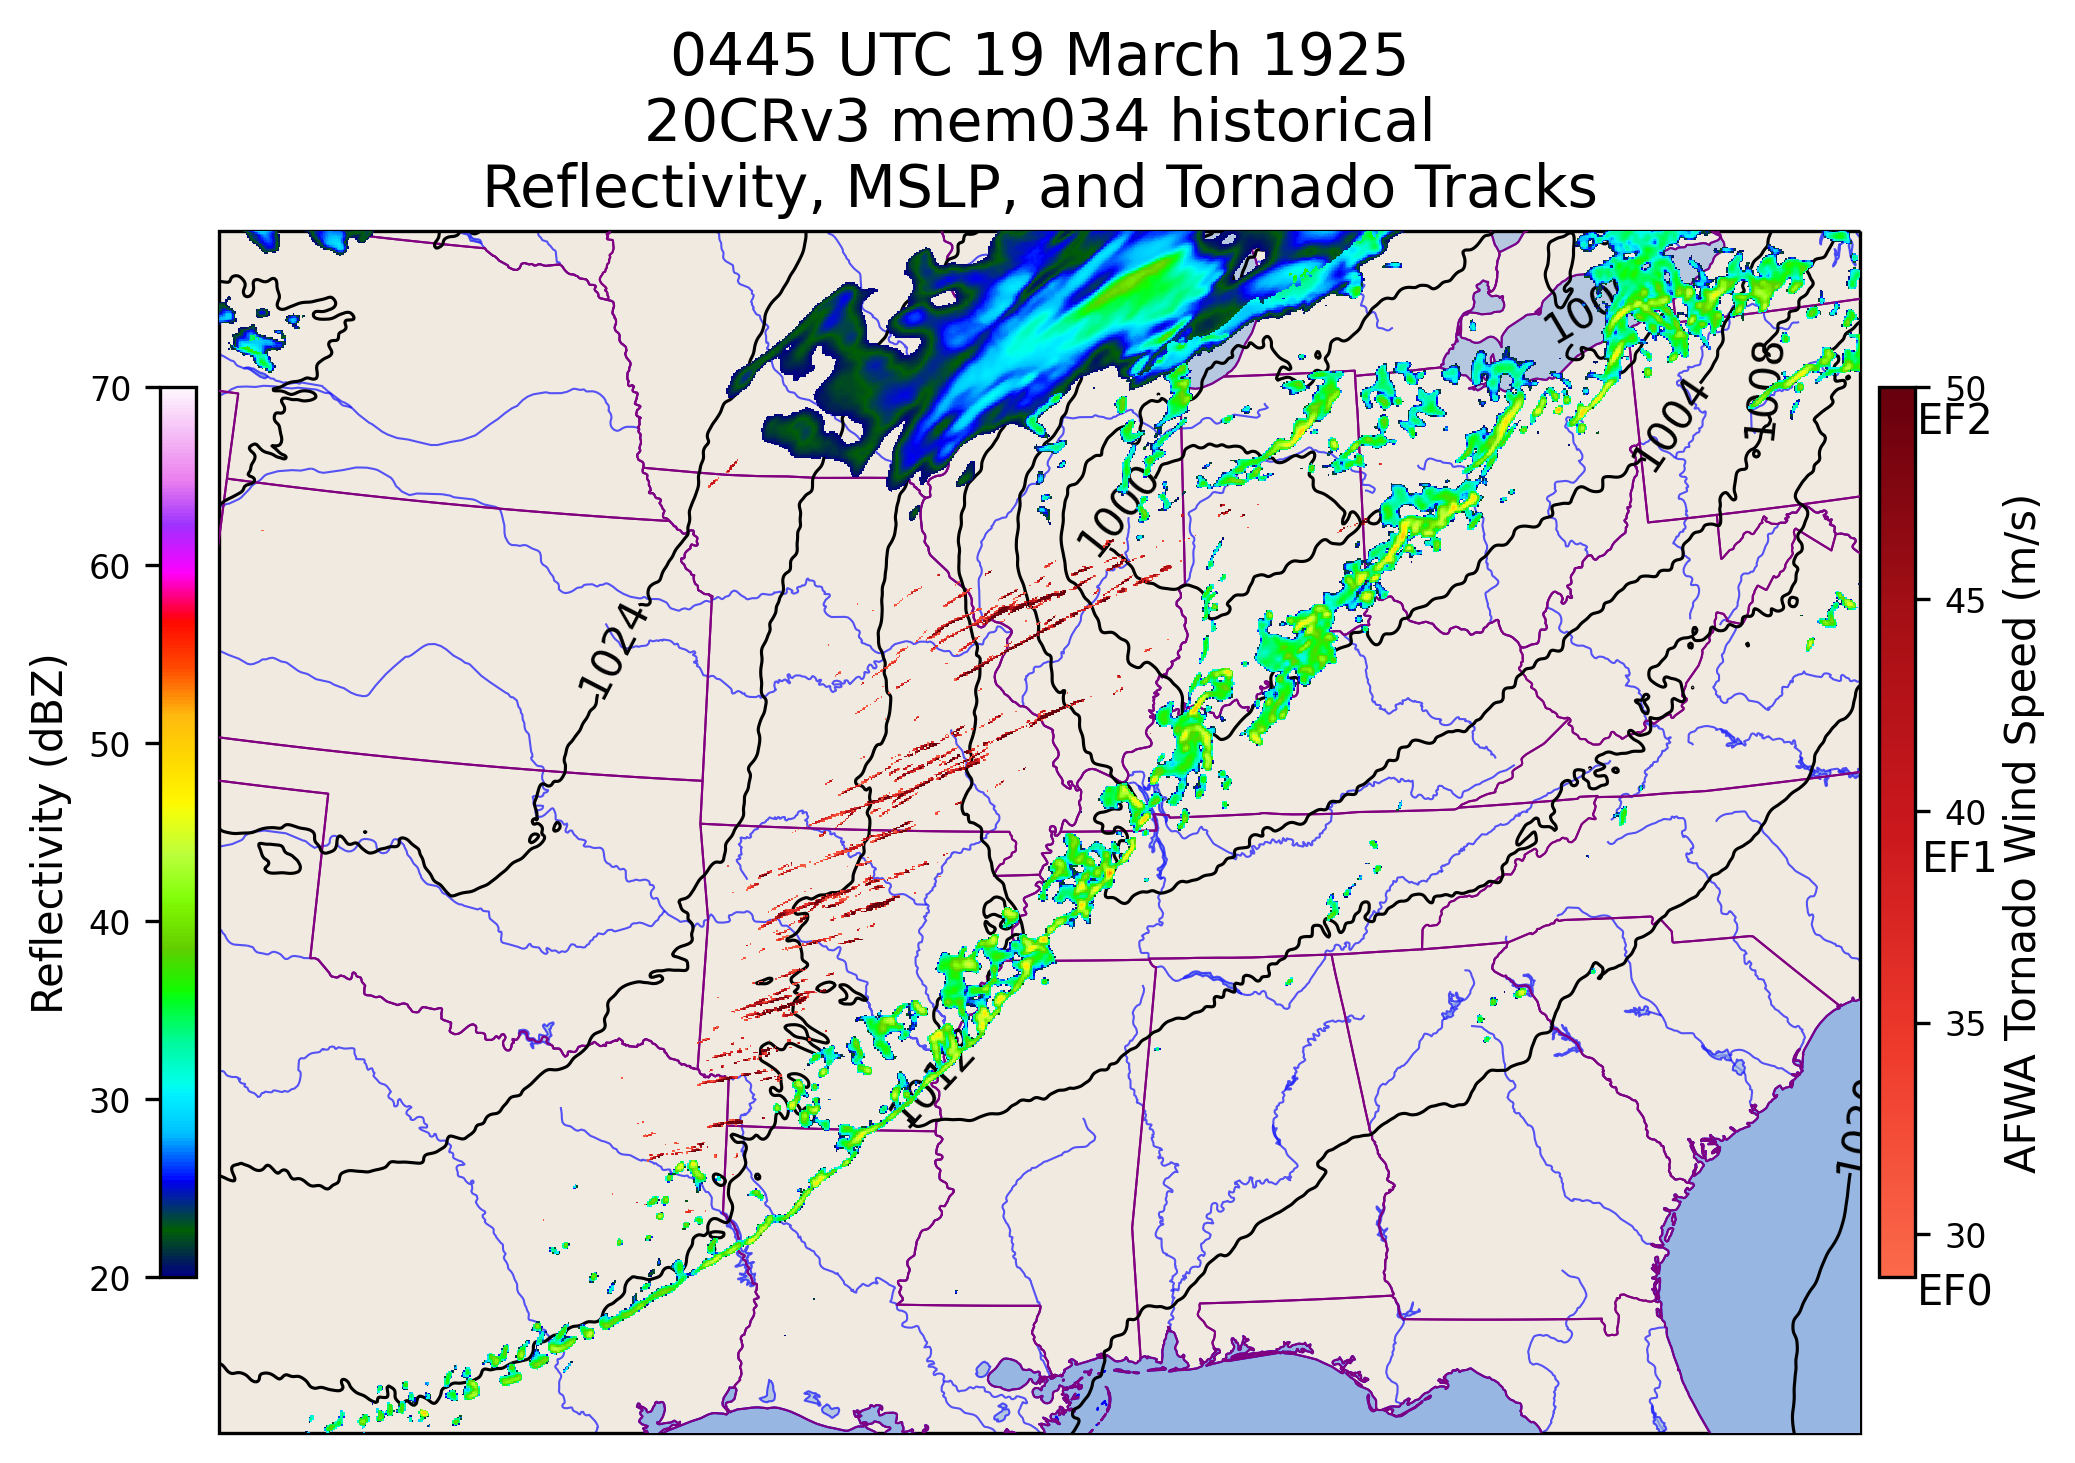 0445 UTC 19 March 1925
20CRv3 mem034 historical
Reflectivity, MSLP, and Tornado Tracks
Reflectivity (dBZ)
70
60
50
40
30
20
1008
1004
1000
1024
1012
50
EF2
45
40
EF1
35
30
EF0
AFWA Tornado Wind Speed (m/s)